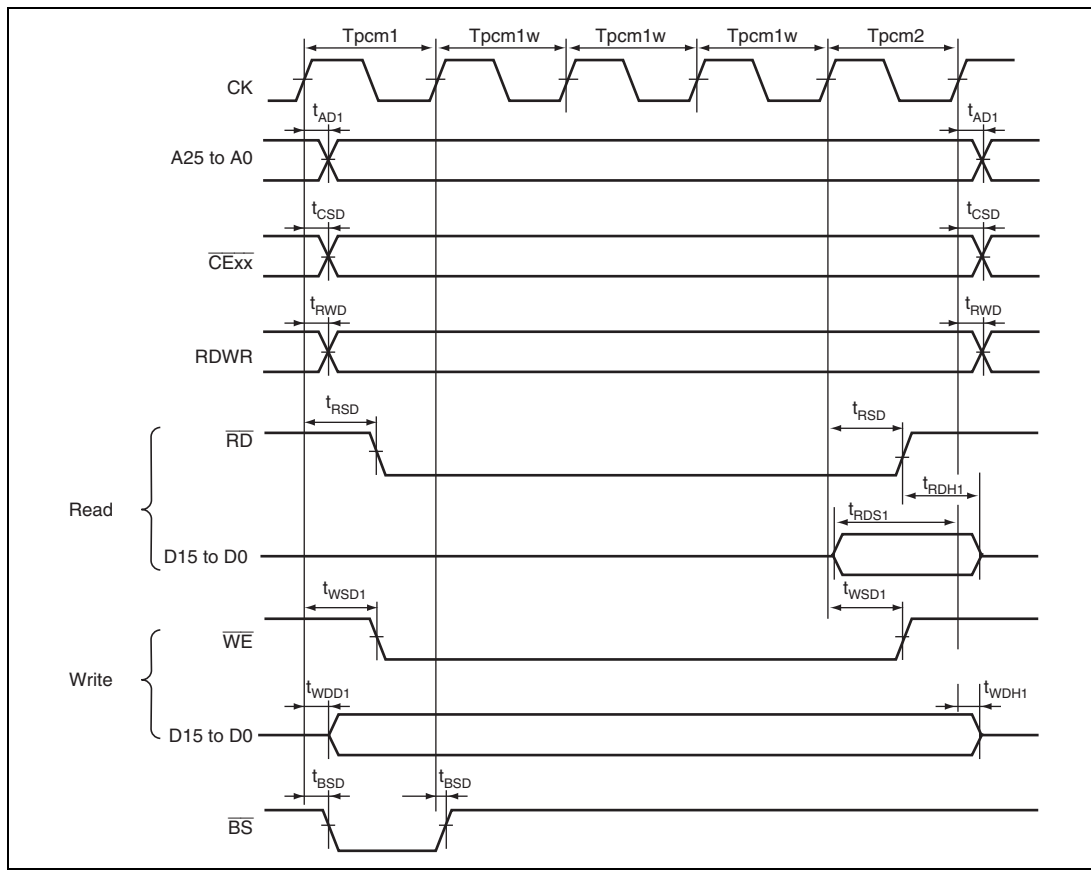 Tpcm1 Tpcm1w Tpcm1w Tpcm1w Tpcm2
CK
tAD1 tAD1
A25 to A0
tCSD tCSD
CExx
tRWD tRWD
RDWR
tRSD tRSD
RD
tRDH1
Read
tRDS1
D15 to D0
tWSD1 tWSD1
WE
Write
tWDD1 tWDH1
D15 to D0
tBSD tBSD
BS